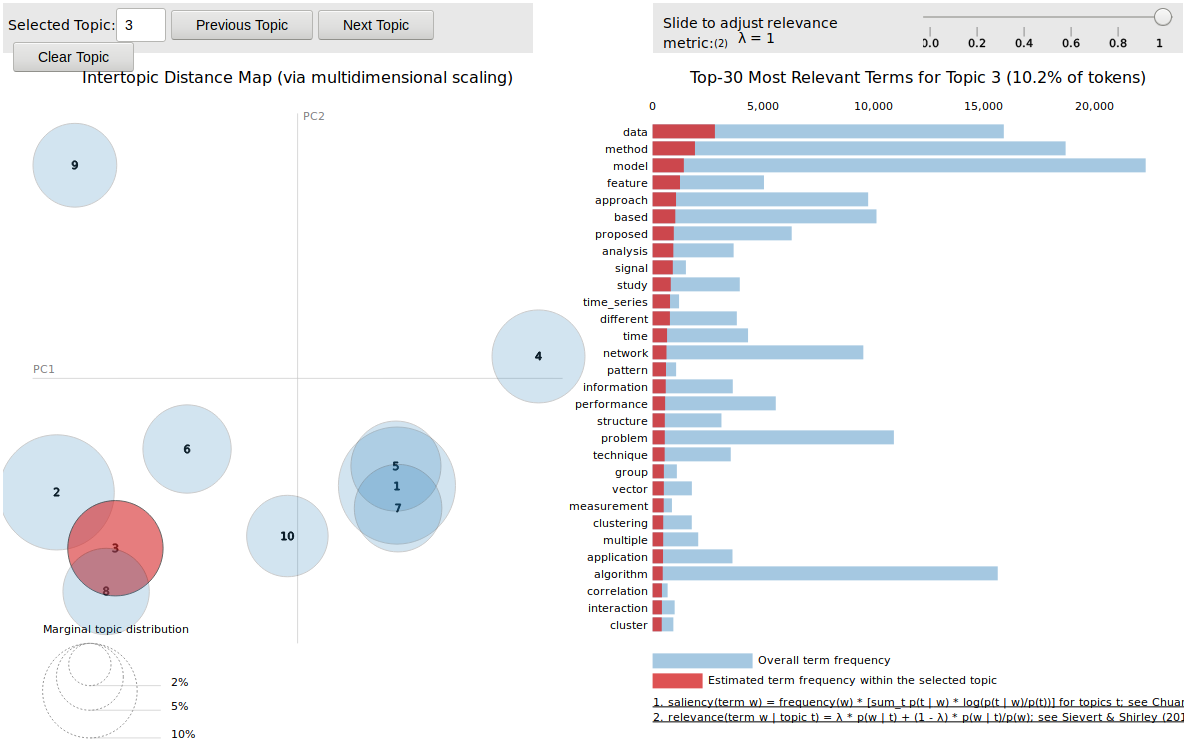 Selected Topic: 3 Previous Topic Next Topic
Clear Topic
Slide to adjust relevance
metric:(2) λ = 1
0.0 0.2 0.4 0.6 0.8 1
Intertopic Distance Map (via multidimensional scaling)
PC2
PC1
9
4
6
5
2
1
7
10
3
8
Marginal topic distribution
2%
5%
10%
Top-30 Most Relevant Terms for Topic 3 (10.2% of tokens)
0 5,000 10,000 15,000 20,000
data
method
model
feature
approach
based
proposed
analysis
signal
study
time_series
different
time
network
pattern
information
performance
structure
problem
technique
group
vector
measurement
clustering
multiple
application
algorithm
correlation
interaction
cluster
Overall term frequency
Estimated term frequency within the selected topic
1. saliency(term w) = frequency(w) * [sum_t p(t | w) * log(p(t | w)/p(t))] for topics t; see Chuar
2. relevance(term w | topic t) = λ * p(w | t) + (1 - λ) * p(w | t)/p(w); see Sievert & Shirley (201